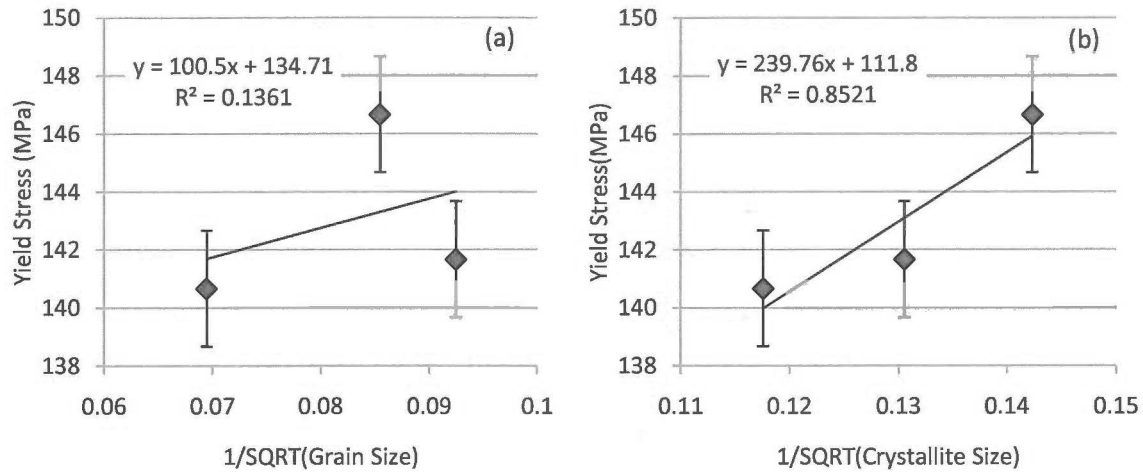 (a)
y = 100.5x + 134.71
R² = 0.1361
Yield Stress (MPa)
150
148
146
144
142
140
138
0.06 0.07 0.08 0.09 0.1
1/SQRT(Grain Size)
(b)
y = 239.76x + 111.8
R² = 0.8521
Yield Stress(MPa)
150
148
146
144
142
140
138
0.11 0.12 0.13 0.14 0.15
1/SQRT(Crystallite Size)